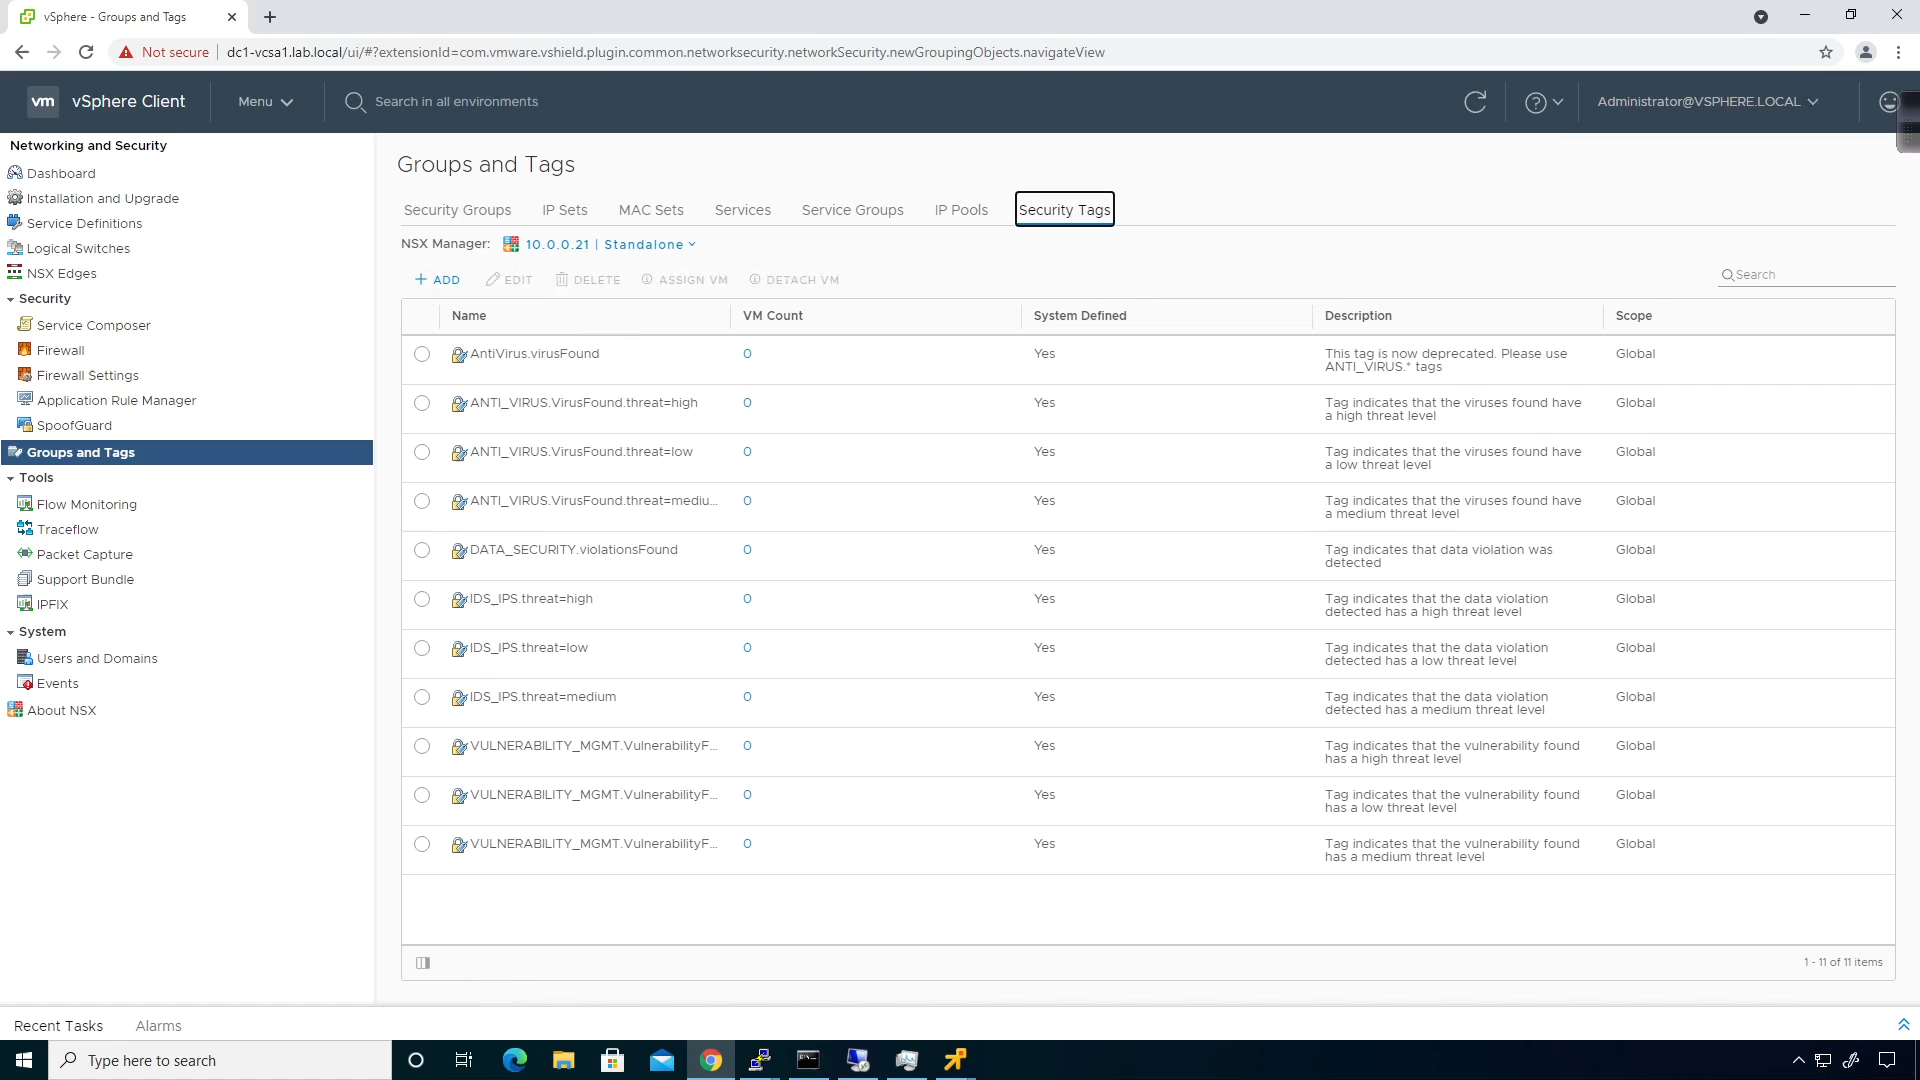 vSphere - Groups and Tags
Not secure
dc1-vcsa1.lab.local/ui/#?extensionId=com.vmware.vshield.plugin.common.networksecurity.networkSecurity.newGroupingObjects.navigateView
vm vSphere Client
Menu
Search in all environments
Administrator@VSPHERE.LOCAL
Networking and Security
Dashboard
Installation and Upgrade
Service Definitions
Logical Switches
NSX Edges
Security
Service Composer
Firewall
Firewall Settings
Application Rule Manager
SpoofGuard
Groups and Tags
Tools
Flow Monitoring
Traceflow
Packet Capture
Support Bundle
IPFIX
System
Users and Domains
Events
About NSX
Groups and Tags
Security Groups IP Sets MAC Sets Services Service Groups IP Pools Security Tags
NSX Manager: 10.0.0.21 | Standalone
+ ADD EDIT DELETE ASSIGN VM DETACH VM
Search
Name VM Count System Defined Description Scope
AntiVirus.virusFound 0 Yes This tag is now deprecated. Please use Global
ANTI_VIRUS.* tags
ANTI_VIRUS.VirusFound.threat=high 0 Yes Tag indicates that the viruses found have Global
a high threat level
ANTI_VIRUS.VirusFound.threat=low 0 Yes Tag indicates that the viruses found have Global
a low threat level
ANTI_VIRUS.VirusFound.threat=mediu... 0 Yes Tag indicates that the viruses found have Global
a medium threat level
DATA_SECURITY.violationsFound 0 Yes Tag indicates that data violation was Global
detected
IDS_IPS.threat=high 0 Yes Tag indicates that the data violation Global
detected has a high threat level
IDS_IPS.threat=low 0 Yes Tag indicates that the data violation Global
detected has a low threat level
IDS_IPS.threat=medium 0 Yes Tag indicates that the data violation Global
detected has a medium threat level
VULNERABILITY_MGMT.VulnerabilityF... 0 Yes Tag indicates that the vulnerability found Global
has a high threat level
VULNERABILITY_MGMT.VulnerabilityF... 0 Yes Tag indicates that the vulnerability found Global
has a low threat level
VULNERABILITY_MGMT.VulnerabilityF... 0 Yes Tag indicates that the vulnerability found Global
has a medium threat level
1 - 11 of 11 items
Recent Tasks Alarms
Type here to search